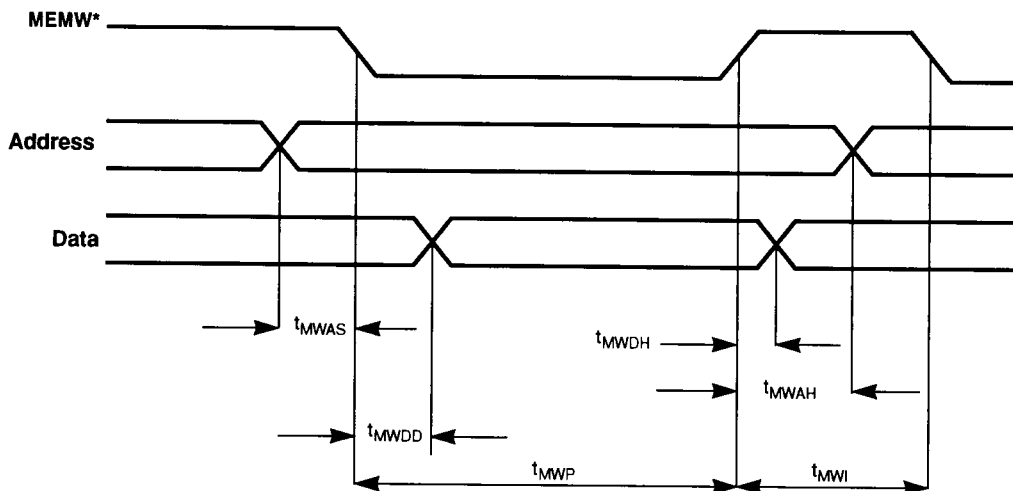 MEMW*
Address
Data
tMWAS
tMWDH
tMWAH
tMWDD
tMWP
tMWI